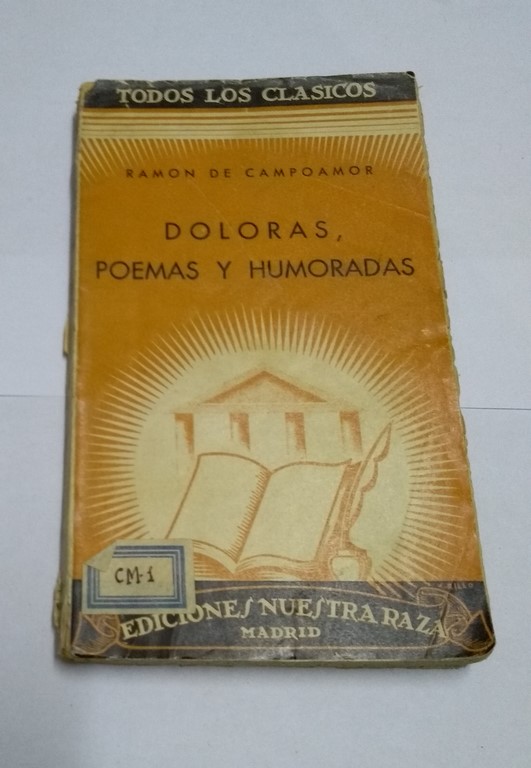 TODOS LOS CLASICOS
RAMON DE CAMPOAMOR
DOLORAS,
POEMAS Y HUMORADAS
CM-1
EDICIONES NUESTRA RAZA
MADRID